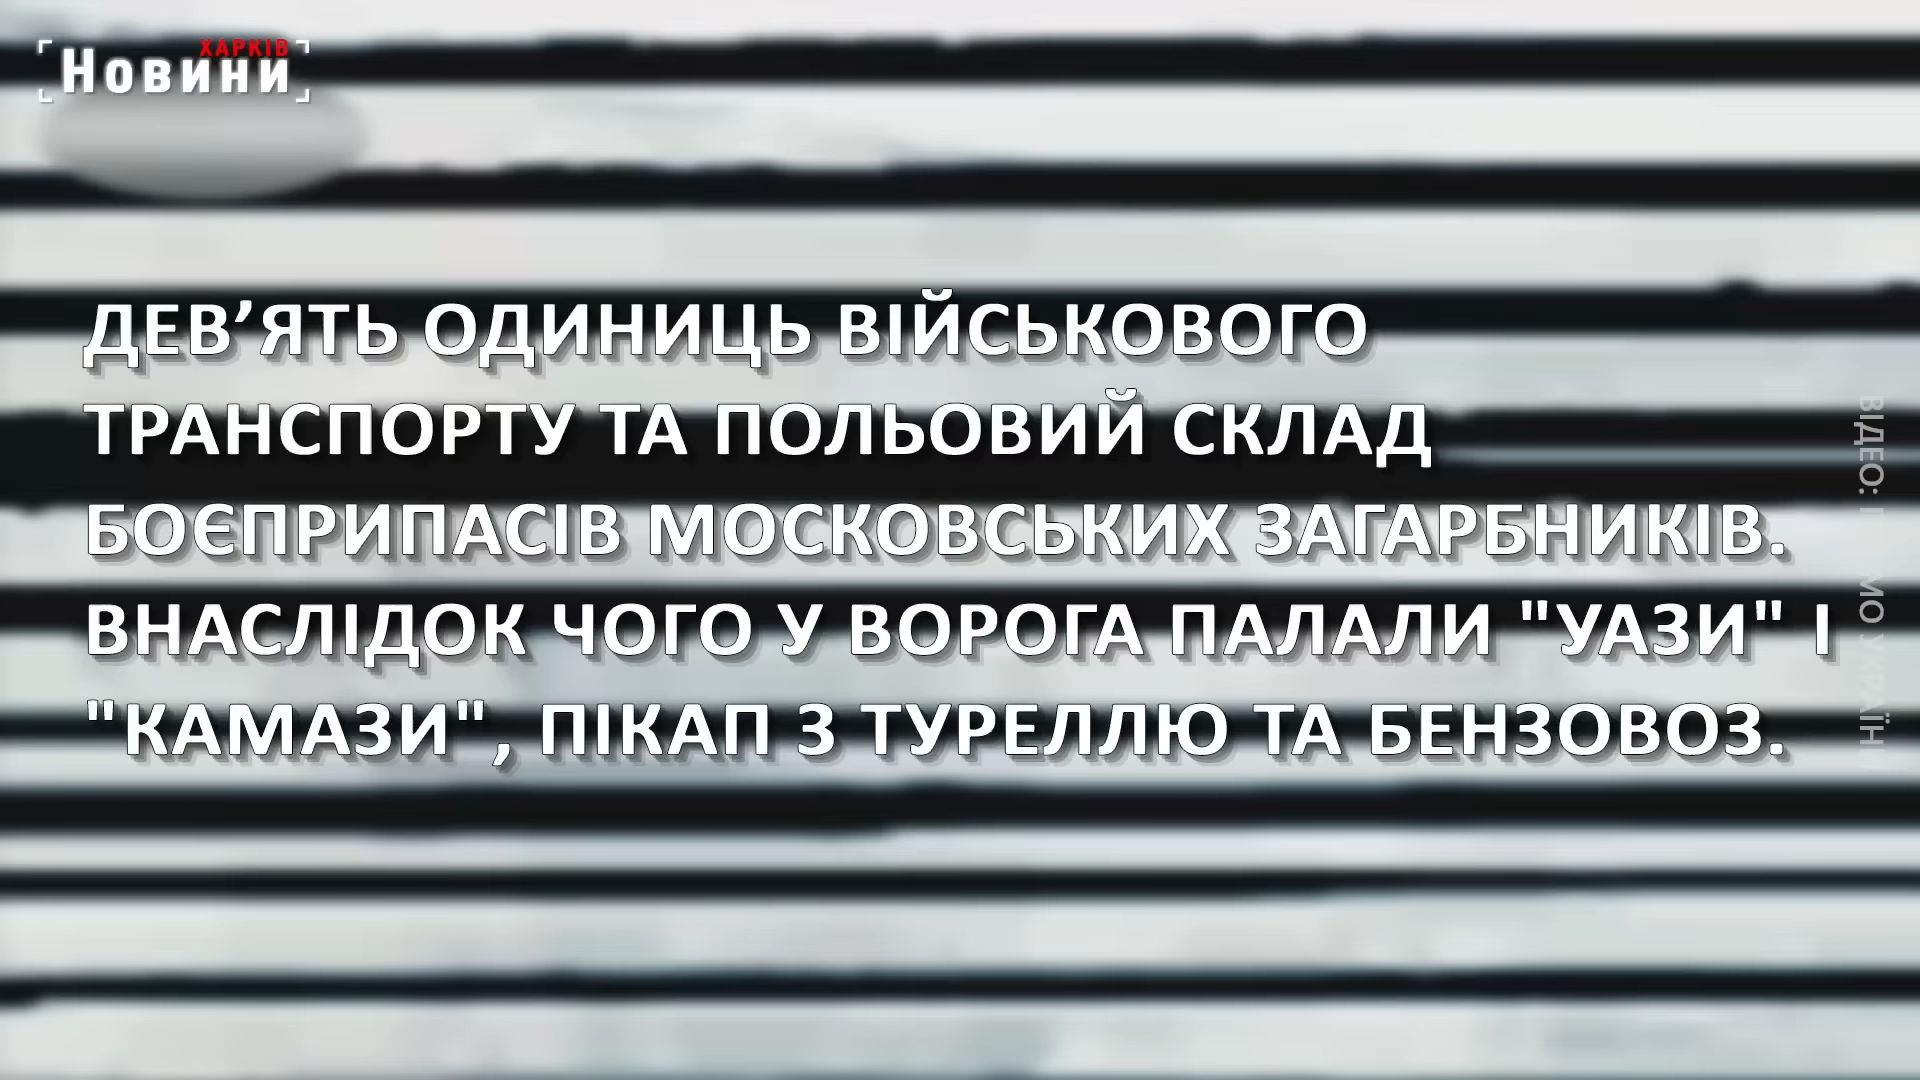 ХАРКІВ
Новини
ДЕВ’ЯТЬ ОДИНИЦЬ ВІЙСЬКОВОГО
ТРАНСПОРТУ ТА ПОЛЬОВИЙ СКЛАД
БОЄПРИПАСІВ МОСКОВСЬКИХ ЗАГАРБНИКІВ.
ВНАСЛІДОК ЧОГО У ВОРОГА ПАЛАЛИ "УАЗИ" І
"КАМАЗИ", ПІКАП З ТУРЕЛЛЮ ТА БЕНЗОВОЗ.
ВІДЕО: МО